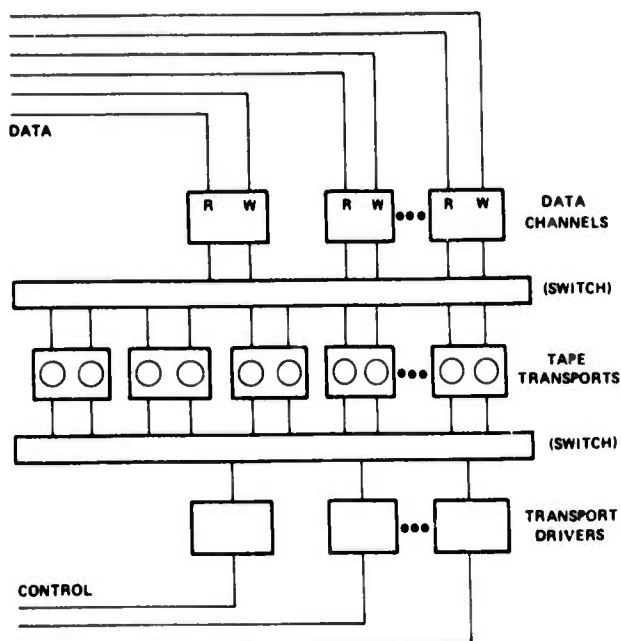 DATA
R W
R W
R W
DATA
CHANNELS
(SWITCH)
TAPE
TRANSPORTS
(SWITCH)
TRANSPORT
DRIVERS
CONTROL